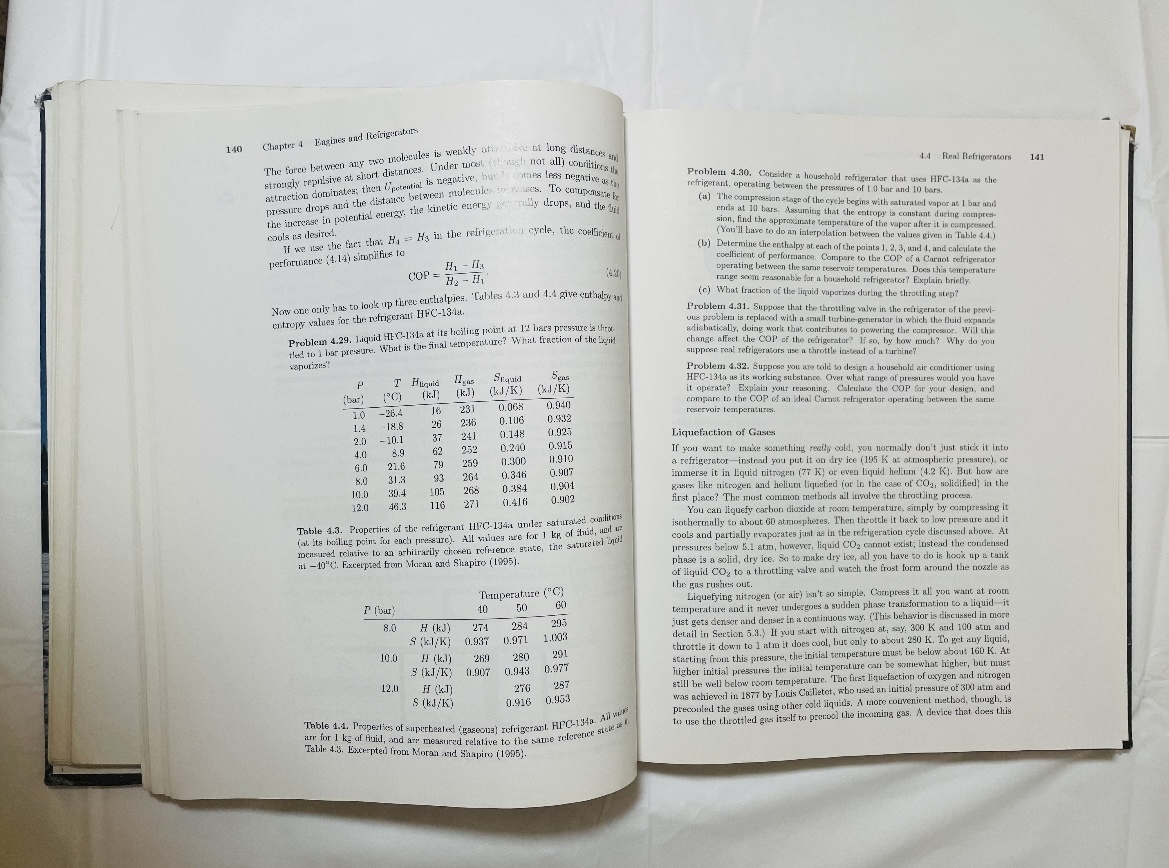 140 Chapter 4 Engines and Refrigerators
The force between any two molecules is weakly at long distances and
strongly repulsive at short distances. Under most not all) conditions the
attraction dominates; then Upotential is negative, but less negative as the
pressure drops and the distance between molecules To compensate for
the increase in potential energy, the kinetic energy drops, and the fluid
cools as desired.
If we use the fact that H4 = H3 in the refrigeration cycle, the coefficient of
performance (4.14) simplifies to
COP = (H1 − H3)/(H2 − H1)
Now one only has to look up three enthalpies. Tables 4.3 and 4.4 give enthalpy and
entropy values for the refrigerant HFC-134a.
Problem 4.29. Liquid HFC-134a at its boiling point at 12 bars pressure is throt-
tled to 1 bar pressure. What is the final temperature? What fraction of the liquid
vaporizes?
P T Hliquid Hgas Sliquid Sgas
(bar) (°C) (kJ) (kJ) (kJ/K) (kJ/K)
1.0 −26.4 16 231 0.068 0.940
1.4 −18.8 26 236 0.106 0.932
2.0 −10.1 37 241 0.148 0.925
4.0 8.9 62 252 0.240 0.915
6.0 21.6 79 259 0.300 0.910
8.0 31.3 93 264 0.346 0.907
10.0 39.4 105 268 0.384 0.904
12.0 46.3 116 271 0.416 0.902
Table 4.3. Properties of the refrigerant HFC-134a under saturated conditions
(at its boiling point for each pressure). All values are for 1 kg of fluid, and are
measured relative to an arbitrarily chosen reference state, the saturated liquid
at −40°C. Excerpted from Moran and Shapiro (1995).
Temperature (°C)
P (bar) 40 50 60
8.0 H (kJ) 274 284 295
S (kJ/K) 0.937 0.971 1.003
10.0 H (kJ) 269 280 291
S (kJ/K) 0.907 0.943 0.977
12.0 H (kJ) 276 287
S (kJ/K) 0.916 0.953
Table 4.4. Properties of superheated (gaseous) refrigerant HFC-134a. All values
are for 1 kg of fluid, and are measured relative to the same reference state as in
Table 4.3. Excerpted from Moran and Shapiro (1995).
4.4 Real Refrigerators 141
Problem 4.30. Consider a household refrigerator that uses HFC-134a as the
refrigerant, operating between the pressures of 1.0 bar and 10 bars.
(a) The compression stage of the cycle begins with saturated vapor at 1 bar and
ends at 10 bars. Assuming that the entropy is constant during compres-
sion, find the approximate temperature of the vapor after it is compressed.
(You'll have to do an interpolation between the values given in Table 4.4.)
(b) Determine the enthalpy at each of the points 1, 2, 3, and 4, and calculate the
coefficient of performance. Compare to the COP of a Carnot refrigerator
operating between the same reservoir temperatures. Does this temperature
range seem reasonable for a household refrigerator? Explain briefly.
(c) What fraction of the liquid vaporizes during the throttling step?
Problem 4.31. Suppose that the throttling valve in the refrigerator of the previ-
ous problem is replaced with a small turbine-generator in which the fluid expands
adiabatically, doing work that contributes to powering the compressor. Will this
change affect the COP of the refrigerator? If so, by how much? Why do you
suppose real refrigerators use a throttle instead of a turbine?
Problem 4.32. Suppose you are told to design a household air conditioner using
HFC-134a as its working substance. Over what range of pressures would you have
it operate? Explain your reasoning. Calculate the COP for your design, and
compare to the COP of an ideal Carnot refrigerator operating between the same
reservoir temperatures.
Liquefaction of Gases
If you want to make something really cold, you normally don't just stick it into
a refrigerator—instead you put it on dry ice (195 K at atmospheric pressure), or
immerse it in liquid nitrogen (77 K) or even liquid helium (4.2 K). But how are
gases like nitrogen and helium liquefied (or in the case of CO2, solidified) in the
first place? The most common methods all involve the throttling process.
You can liquefy carbon dioxide at room temperature, simply by compressing it
isothermally to about 60 atmospheres. Then throttle it back to low pressure and it
cools and partially evaporates just as in the refrigeration cycle discussed above. At
pressures below 5.1 atm, however, liquid CO2 cannot exist; instead the condensed
phase is a solid, dry ice. So to make dry ice, all you have to do is hook up a tank
of liquid CO2 to a throttling valve and watch the frost form around the nozzle as
the gas rushes out.
Liquefying nitrogen (or air) isn't so simple. Compress it all you want at room
temperature and it never undergoes a sudden phase transformation to a liquid—it
just gets denser and denser in a continuous way. (This behavior is discussed in more
detail in Section 5.3.) If you start with nitrogen at, say, 300 K and 100 atm and
throttle it down to 1 atm it does cool, but only to about 280 K. To get any liquid,
starting from this pressure, the initial temperature must be below about 160 K. At
higher initial pressures the initial temperature can be somewhat higher, but must
still be well below room temperature. The first liquefaction of oxygen and nitrogen
was achieved in 1877 by Louis Cailletet, who used an initial pressure of 300 atm and
precooled the gases using other cold liquids. A more convenient method, though, is
to use the throttled gas itself to precool the incoming gas. A device that does this